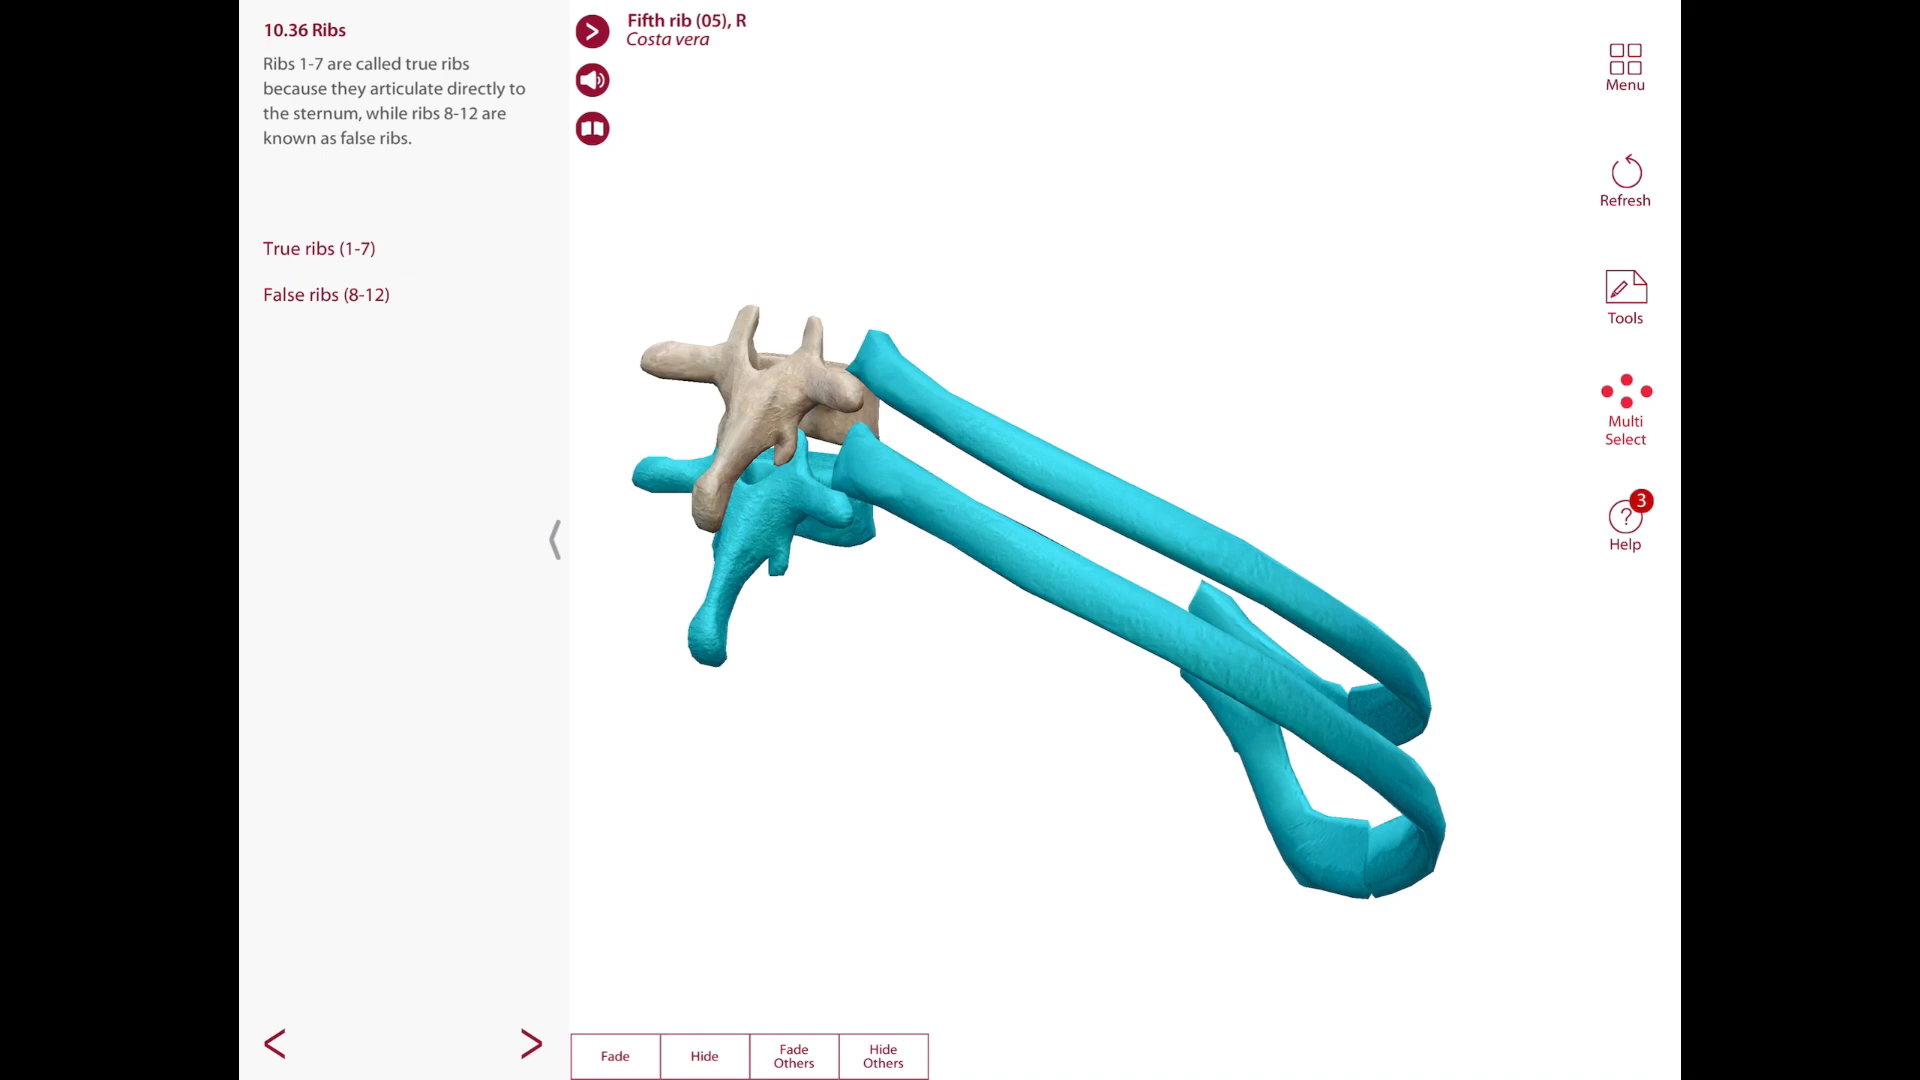 10.36 Ribs
Ribs 1-7 are called true ribs
because they articulate directly to
the sternum, while ribs 8-12 are
known as false ribs.
True ribs (1-7)
False ribs (8-12)
Fifth rib (05), R
Costa vera
Menu
Refresh
Tools
Multi
Select
3
?
Help
Fade
Hide
Fade
Others
Hide
Others